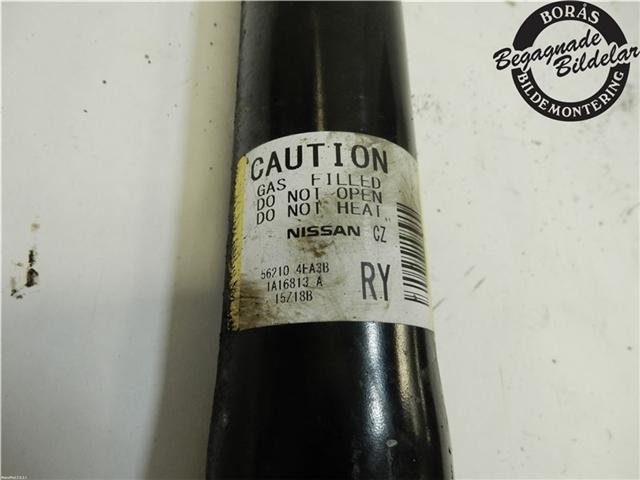 BORÅS
Begagnade
Bildelar
BILDEMONTERING
CAUTION
GAS FILLED
DO NOT OPEN
DO NOT HEAT
NISSAN CZ
56210 4EA3B
1A16813 A
15Z18B
RY